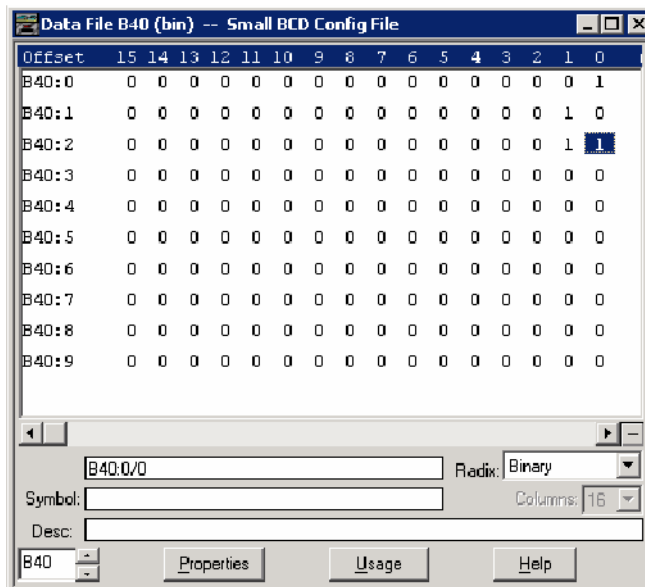 Data File B40 (bin) -- Small BCD Config File
Offset 15 14 13 12 11 10 9 8 7 6 5 4 3 2 1 0
B40:0 0 0 0 0 0 0 0 0 0 0 0 0 0 0 0 1
B40:1 0 0 0 0 0 0 0 0 0 0 0 0 0 0 1 0
B40:2 0 0 0 0 0 0 0 0 0 0 0 0 0 0 1 1
B40:3 0 0 0 0 0 0 0 0 0 0 0 0 0 0 0 0
B40:4 0 0 0 0 0 0 0 0 0 0 0 0 0 0 0 0
B40:5 0 0 0 0 0 0 0 0 0 0 0 0 0 0 0 0
B40:6 0 0 0 0 0 0 0 0 0 0 0 0 0 0 0 0
B40:7 0 0 0 0 0 0 0 0 0 0 0 0 0 0 0 0
B40:8 0 0 0 0 0 0 0 0 0 0 0 0 0 0 0 0
B40:9 0 0 0 0 0 0 0 0 0 0 0 0 0 0 0 0
B40:0/0 Radix: Binary
Symbol: Columns: 16
Desc:
B40 Properties Usage Help